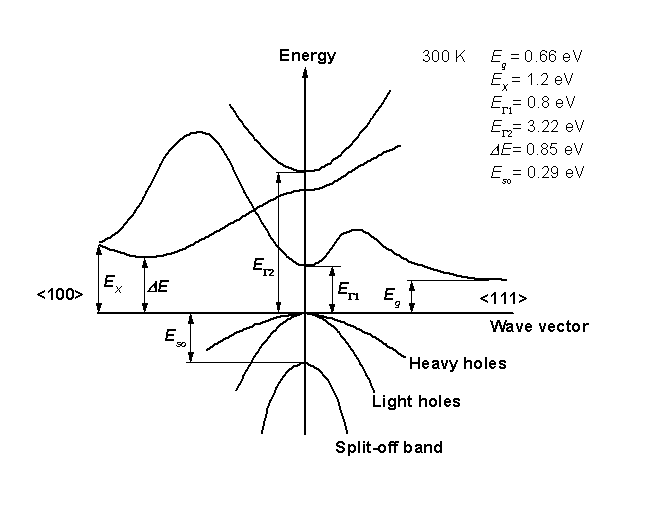 Energy
300 K
Eg = 0.66 eV
EX = 1.2 eV
EΓ1= 0.8 eV
EΓ2= 3.22 eV
ΔE= 0.85 eV
Eso= 0.29 eV
EΓ2
EX
ΔE
EΓ1
Eg
<100>
<111>
Wave vector
Eso
Heavy holes
Light holes
Split-off band